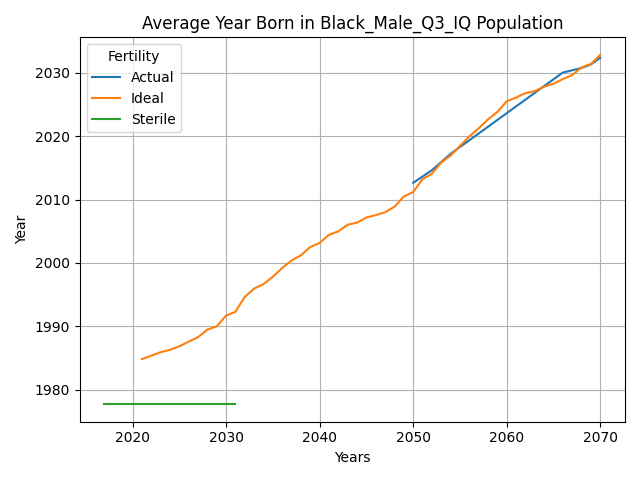 Average Year Born in Black_Male_Q3_IQ Population
Fertility
Actual
Ideal
Sterile
Year
2030
2020
2010
2000
1990
1980
2020 2030 2040 2050 2060 2070
Years